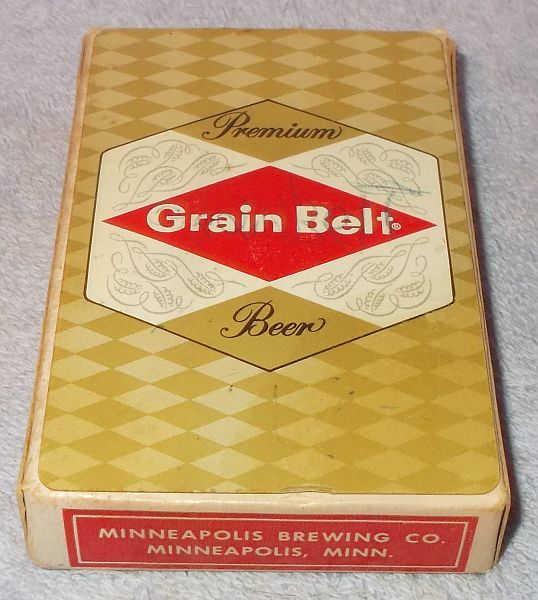 Premium
Grain Belt®
Beer
MINNEAPOLIS BREWING CO.
MINNEAPOLIS, MINN.